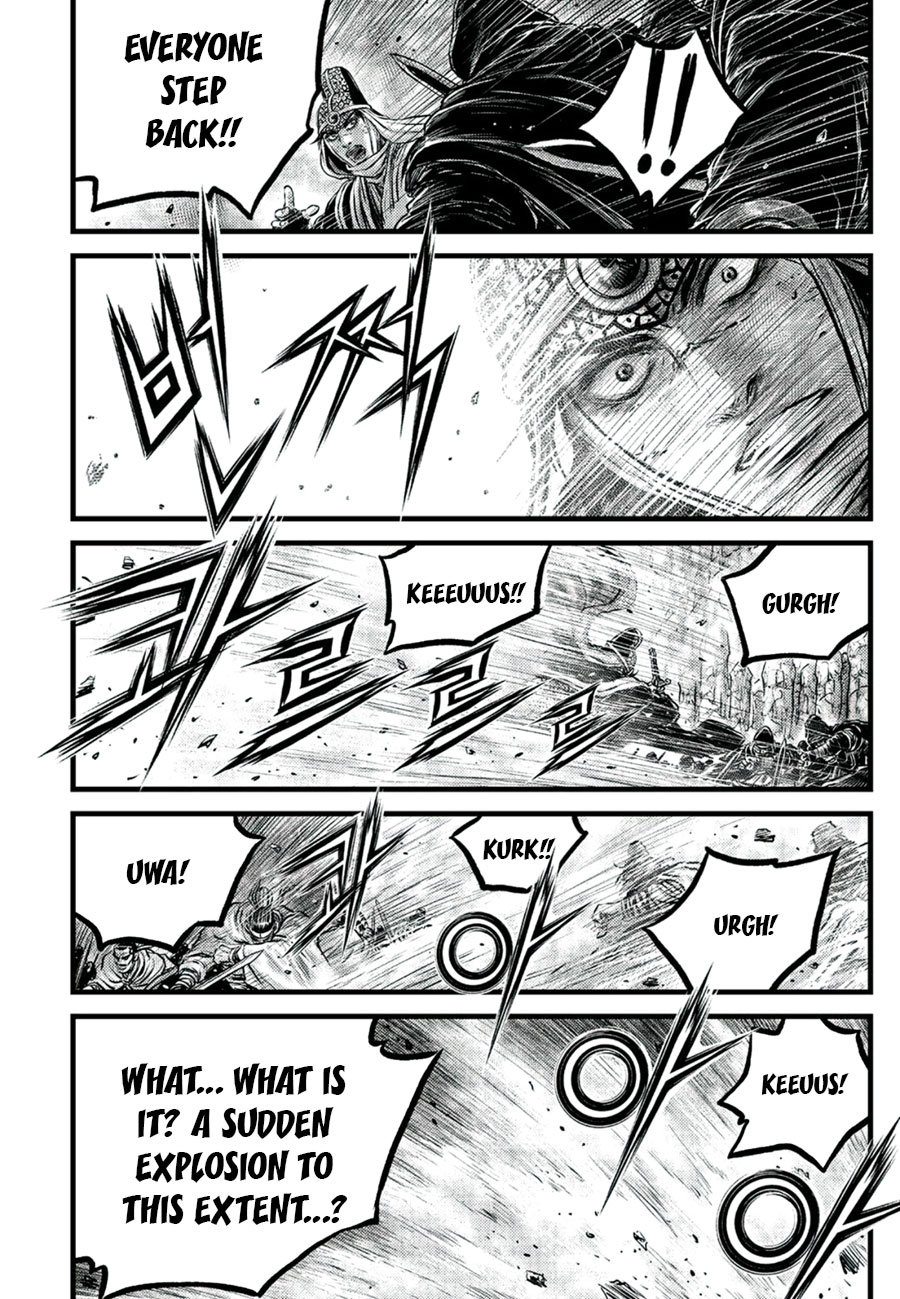 EVERYONE
STEP
BACK!!
!!
번쩍
KEEEUUUS!!
GURGH!
콰르르르
UWA!
KURK!!
URGH!
콰아아아
KEEUUS!
WHAT... WHAT IS
IT? A SUDDEN
EXPLOSION TO
THIS EXTENT...?